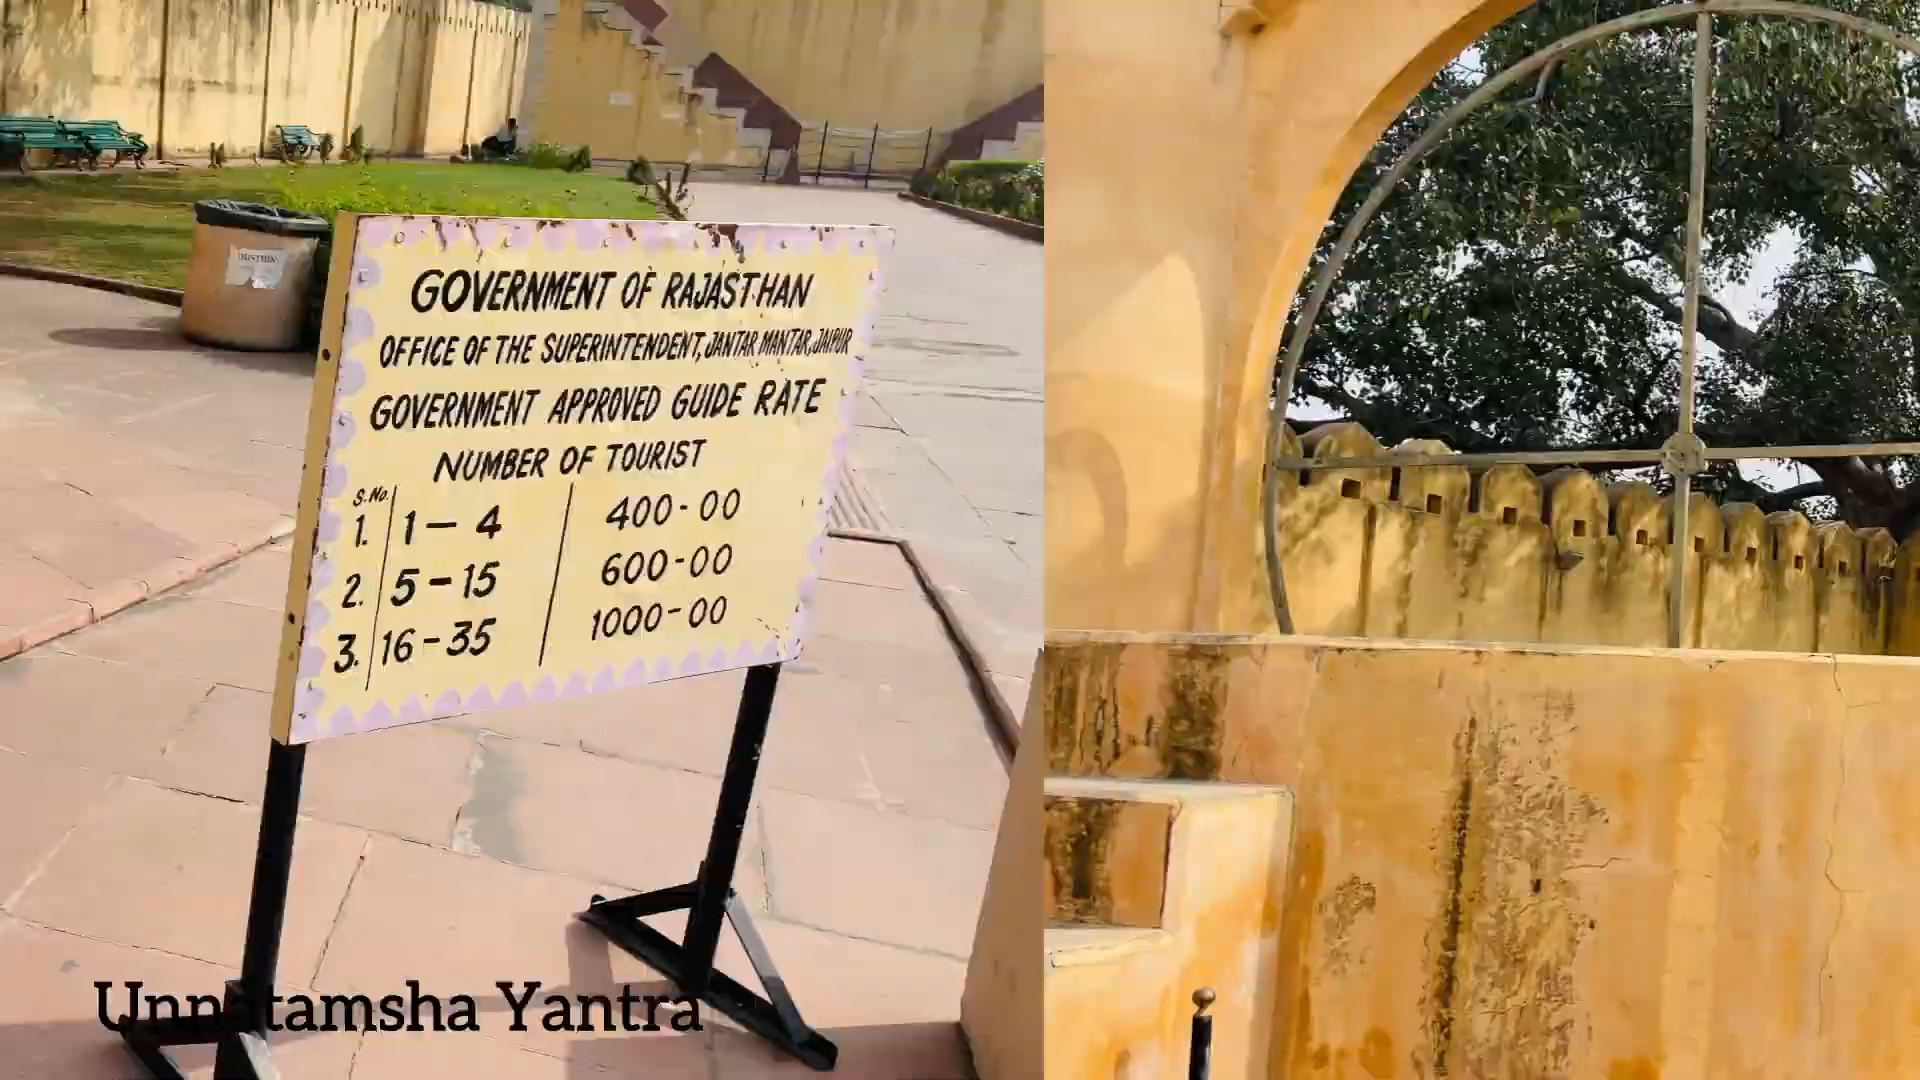 DUSTBIN
GOVERNMENT OF RAJASTHAN
OFFICE OF THE SUPERINTENDENT, JANTAR MANTAR, JAIPUR
GOVERNMENT APPROVED GUIDE RATE
NUMBER OF TOURIST
S.No.
1. 1 - 4 400-00
2. 5 - 15 600-00
3. 16 - 35 1000-00
Unnatamsha Yantra